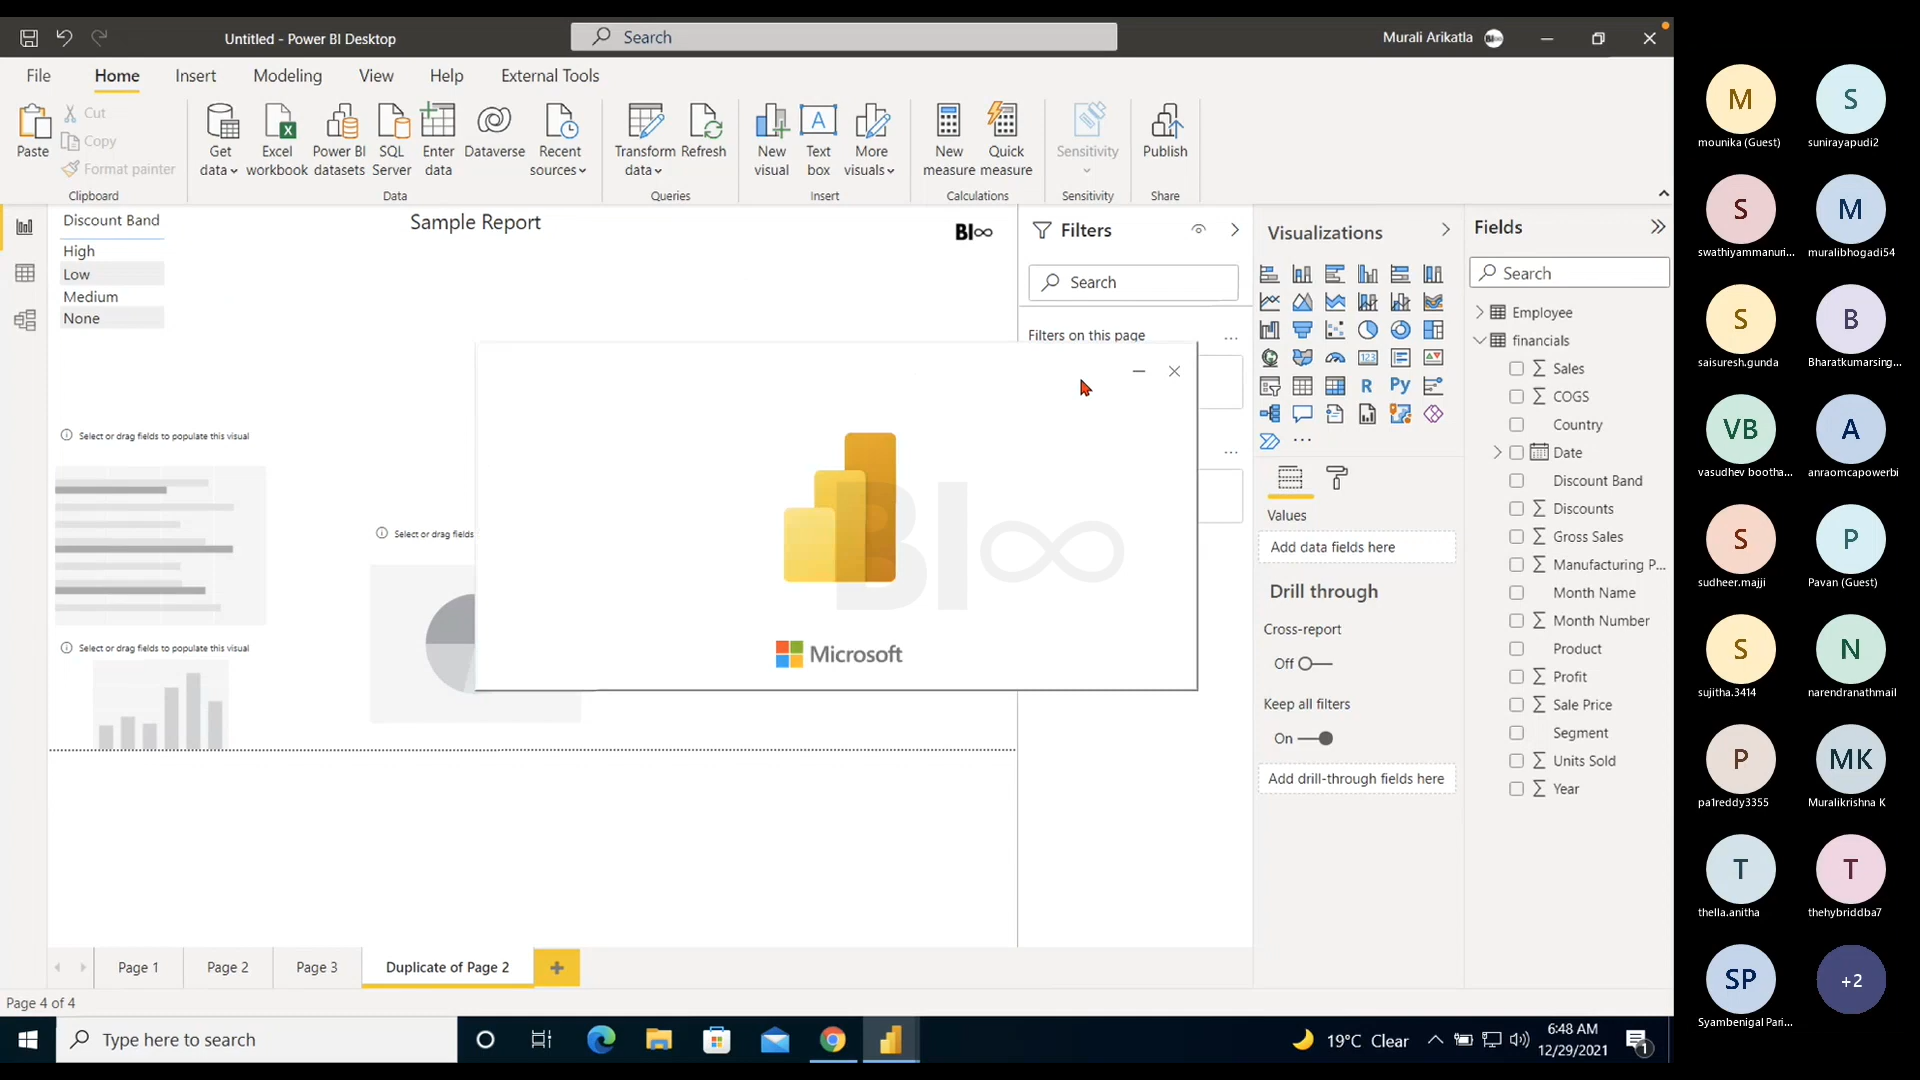 Untitled - Power BI Desktop
Search
Murali Arikatla
BI∞
File
Home
Insert
Modeling
View
Help
External Tools
Paste
Cut
Copy
Format painter
Clipboard
Get data
Excel workbook
Power BI datasets
SQL Server
Enter data
Dataverse
Recent sources
Data
Transform data
Refresh
Queries
New visual
Text box
More visuals
Insert
New measure
Quick measure
Calculations
Sensitivity
Sensitivity
Publish
Share
Discount Band
High
Low
Medium
None
Sample Report
BI∞
Select or drag fields to populate this visual
Select or drag fields
Select or drag fields to populate this visual
BI∞
Microsoft
Filters
Search
Filters on this page
...
...
Visualizations
R
Py
...
Values
Add data fields here
Drill through
Cross-report
Off
Keep all filters
On
Add drill-through fields here
Fields
Search
Employee
financials
Sales
COGS
Country
Date
Discount Band
Discounts
Gross Sales
Manufacturing P...
Month Name
Month Number
Product
Profit
Sale Price
Segment
Units Sold
Year
Page 1
Page 2
Page 3
Duplicate of Page 2
+
Page 4 of 4
Type here to search
19°C Clear
6:48 AM
12/29/2021
1
M
mounika (Guest)
S
sunirayapudi2
S
swathiyammanuri...
M
muralibhogadi54
S
saisuresh.gunda
B
Bharatkumarsing...
VB
vasudhev bootha...
A
anraomcapowerbi
S
sudheer.majji
P
Pavan (Guest)
S
sujitha.3414
N
narendranathmail
P
pa1reddy3355
MK
Muralikrishna K
T
thella.anitha
T
thehybriddba7
SP
Syambenigal Pari...
+2